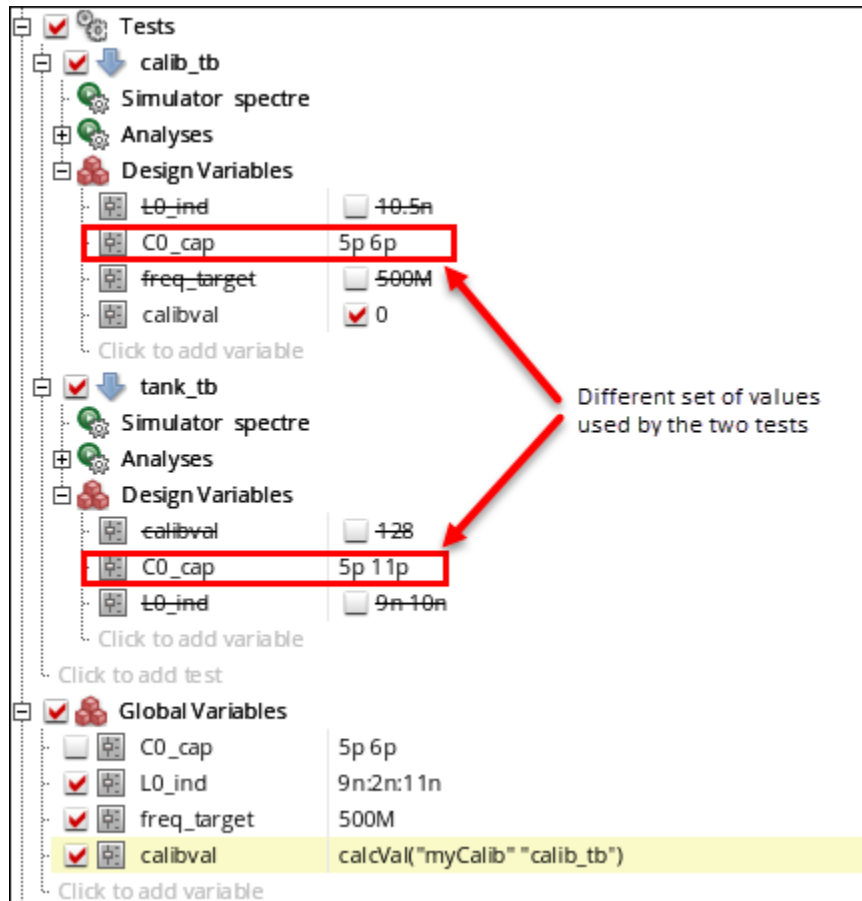 Tests
calib_tb
Simulator spectre
Analyses
Design Variables
L0_ind 10.5n
C0_cap 5p 6p
freq_target 500M
calibval 0
Click to add variable
tank_tb
Different set of values
used by the two tests
Simulator spectre
Analyses
Design Variables
calibval 128
C0_cap 5p 11p
L0_ind 9n 10n
Click to add variable
Click to add test
Global Variables
C0_cap 5p 6p
L0_ind 9n:2n:11n
freq_target 500M
calibval calcVal("myCalib" "calib_tb")
Click to add variable